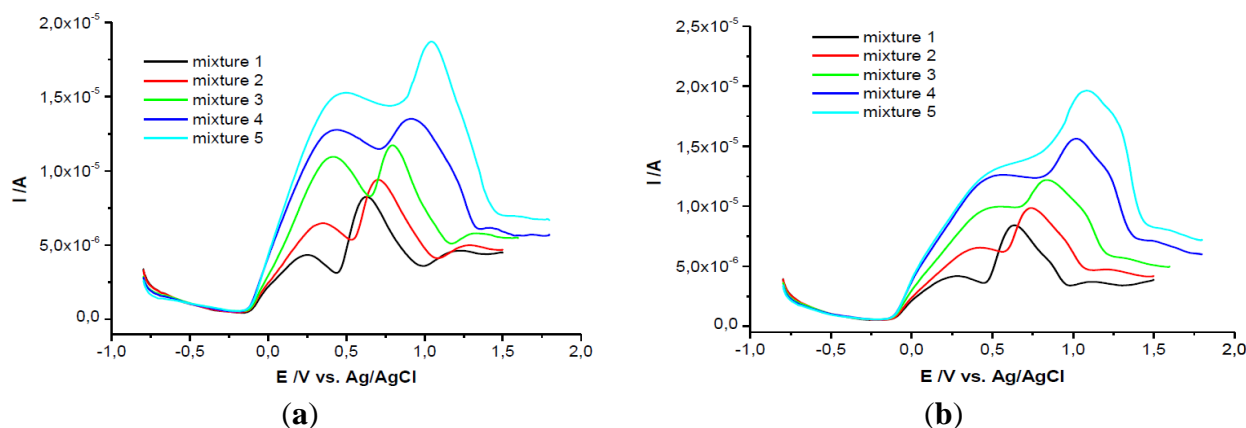 2,0x10⁻⁵
1,5x10⁻⁵
1,0x10⁻⁵
5,0x10⁻⁶
0,0
I /A
mixture 1
mixture 2
mixture 3
mixture 4
mixture 5
-1,0 -0,5 0,0 0,5 1,0 1,5 2,0
E /V vs. Ag/AgCl
(a)
2,5x10⁻⁵
2,0x10⁻⁵
1,5x10⁻⁵
1,0x10⁻⁵
5,0x10⁻⁶
0,0
I /A
mixture 1
mixture 2
mixture 3
mixture 4
mixture 5
-1,0 -0,5 0,0 0,5 1,0 1,5 2,0
E /V vs. Ag/AgCl
(b)